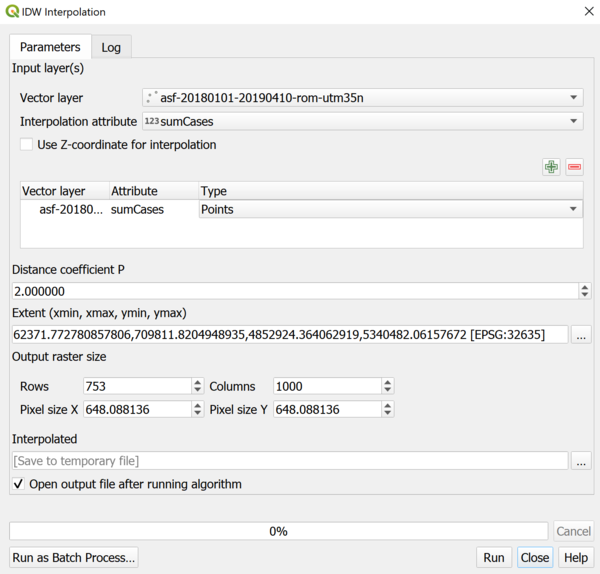 IDW Interpolation
Parameters Log
Input layer(s)
Vector layer asf-20180101-20190410-rom-utm35n
Interpolation attribute 123 sumCases
Use Z-coordinate for interpolation
Vector layer Attribute Type
asf-20180... sumCases Points
Distance coefficient P
2.000000
Extent (xmin, xmax, ymin, ymax)
62371.772780857806,709811.8204948935,4852924.364062919,5340482.06157672 [EPSG:32635] ...
Output raster size
Rows 753 Columns 1000
Pixel size X 648.088136 Pixel size Y 648.088136
Interpolated
[Save to temporary file] ...
Open output file after running algorithm
0% Cancel
Run as Batch Process... Run Close Help